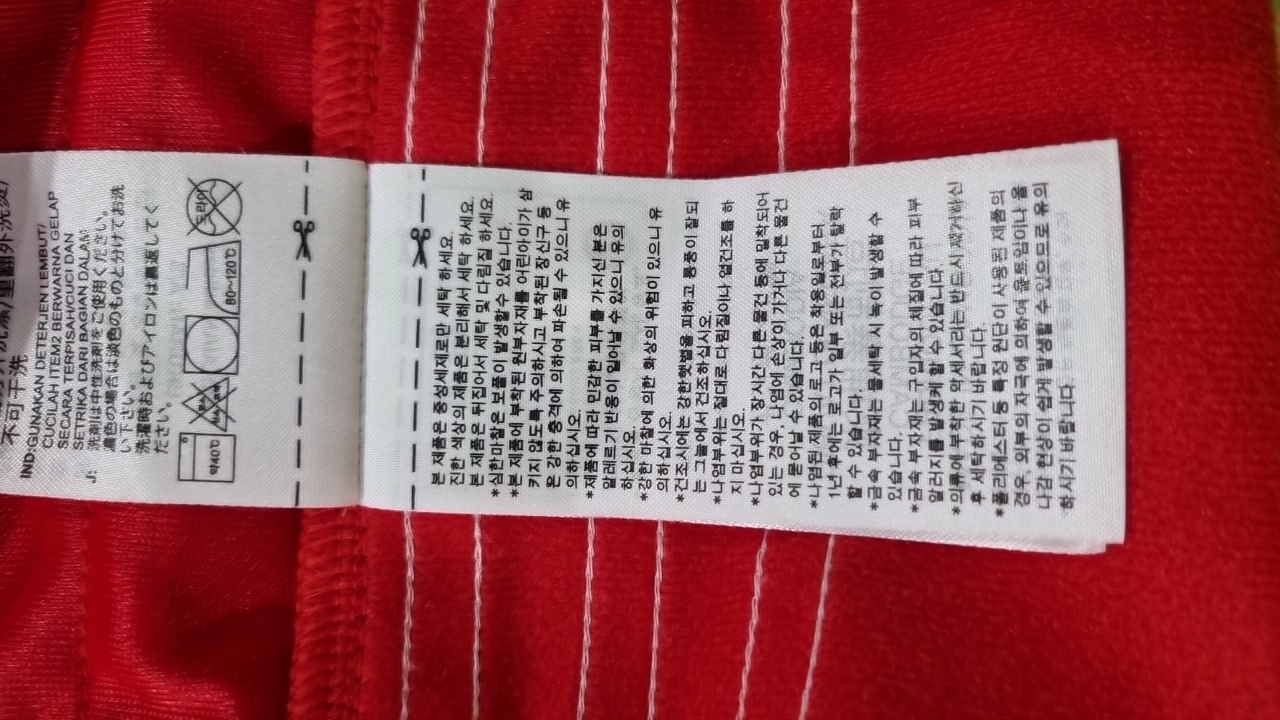 不可干洗
IND:GUNAKAN DETERJEN LEMBUT/
CUCILAH ITEM2 BERWARNA GELAP
SECARA TERPISAH/CUCI DAN
SETRIKA DARI BAGIAN DALAM
J: 洗剤は中性洗剤をご使用ください。
濃色の場合は淡色のものと分けてお洗
い下さい。
洗濯時およびアイロンは裏返してく
ださい。
약40℃
80~120℃
드라이
본 제품은 중성세제로만 세탁 하세요.
진한 색상의 제품은 분리해서 세탁 하세요.
본 제품은 뒤집어서 세탁 및 다림질 하세요.
*심한마찰은 보풀이 발생할수 있습니다.
*본 제품에 부착된 원부자재를 어린아이가 삼
키지 않도록 주의하시고 부착된 장신구 등
은 강한 충격에 의하여 파손될 수 있으니 유
의하십시오.
*제품에 따라 민감한 피부를 가지신 분은
알레르기 반응이 일어날 수 있으니 유의
하십시오.
*강한 마찰에 의한 화상의 위험이 있으니 유
의하십시오.
*건조시에는 강한햇볕을 피하고 통풍이 잘되
는 그늘에서 건조하십시오.
*나염부위는 절대로 다림질이나 열건조를 하
지 마십시오.
*나염부위가 장시간 다른 물건 등에 밀착되어
있는 경우, 나염에 손상이 가거나 다른 물건
에 묻어날 수 있습니다.
*나염된 제품의 로고 등은 착용일로부터
1년 후에는 로고가 일부 또는 전부가 탈락
할 수 있습니다.
*금속 부자재는 물세탁 시 녹이 발생할 수
있습니다.
*금속 부자재는 구입자의 체질에 따라 피부
알러지를 발생케 할 수 있습니다.
*의류에 부착한 악세서리는 반드시 제거하신
후 세탁하시기 바랍니다.
*폴리에스터 등 특정 원단이 사용된 제품의
경우, 외부의 자극에 의하여 올트임이나 올
나감 현상이 쉽게 발생할 수 있으므로 유의
하시기 바랍니다.